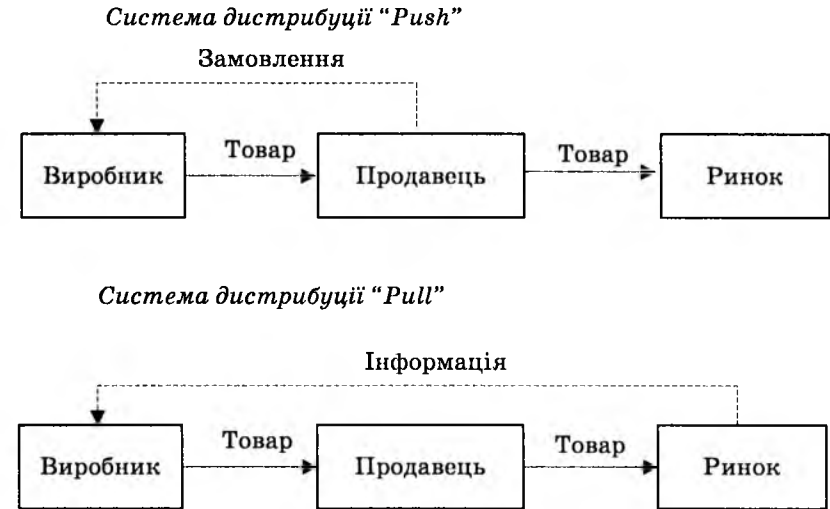 Система дистрибуції “Push”
Замовлення
Виробник
Товар
Продавець
Товар
Ринок
Система дистрибуції “Pull”
Інформація
Виробник
Товар
Продавець
Товар
Ринок